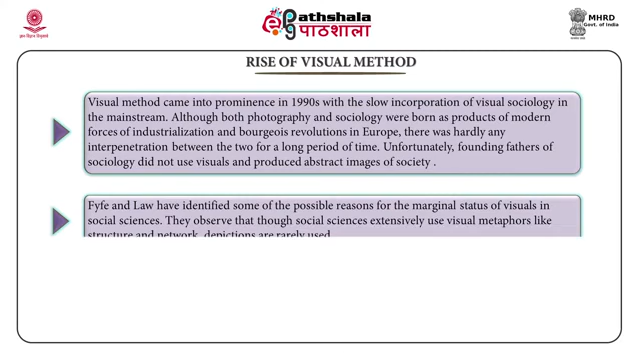 ePathshala
पाठशाला
MHRD
Govt. of India
RISE OF VISUAL METHOD
Visual method came into prominence in 1990s with the slow incorporation of visual sociology in
the mainstream. Although both photography and sociology were born as products of modern
forces of industrialization and bourgeois revolutions in Europe, there was hardly any
interpenetration between the two for a long period of time. Unfortunately, founding fathers of
sociology did not use visuals and produced abstract images of society .
Fyfe and Law have identified some of the possible reasons for the marginal status of visuals in
social sciences. They observe that though social sciences extensively use visual metaphors like
structure and network, depictions are rarely used